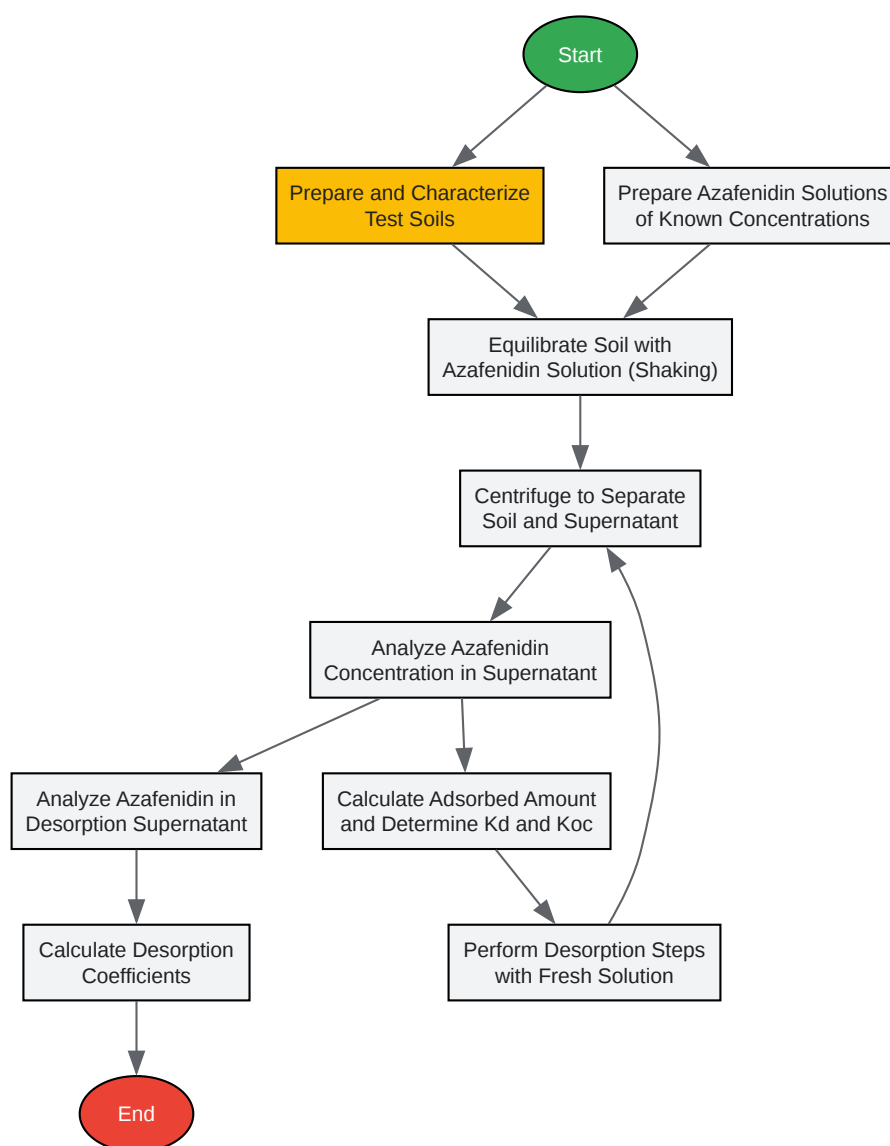 Start
Prepare and Characterize
Test Soils
Prepare Azafenidin Solutions
of Known Concentrations
Equilibrate Soil with
Azafenidin Solution (Shaking)
Centrifuge to Separate
Soil and Supernatant
Analyze Azafenidin
Concentration in Supernatant
Analyze Azafenidin in
Desorption Supernatant
Calculate Adsorbed Amount
and Determine Kd and Koc
Calculate Desorption
Coefficients
Perform Desorption Steps
with Fresh Solution
End